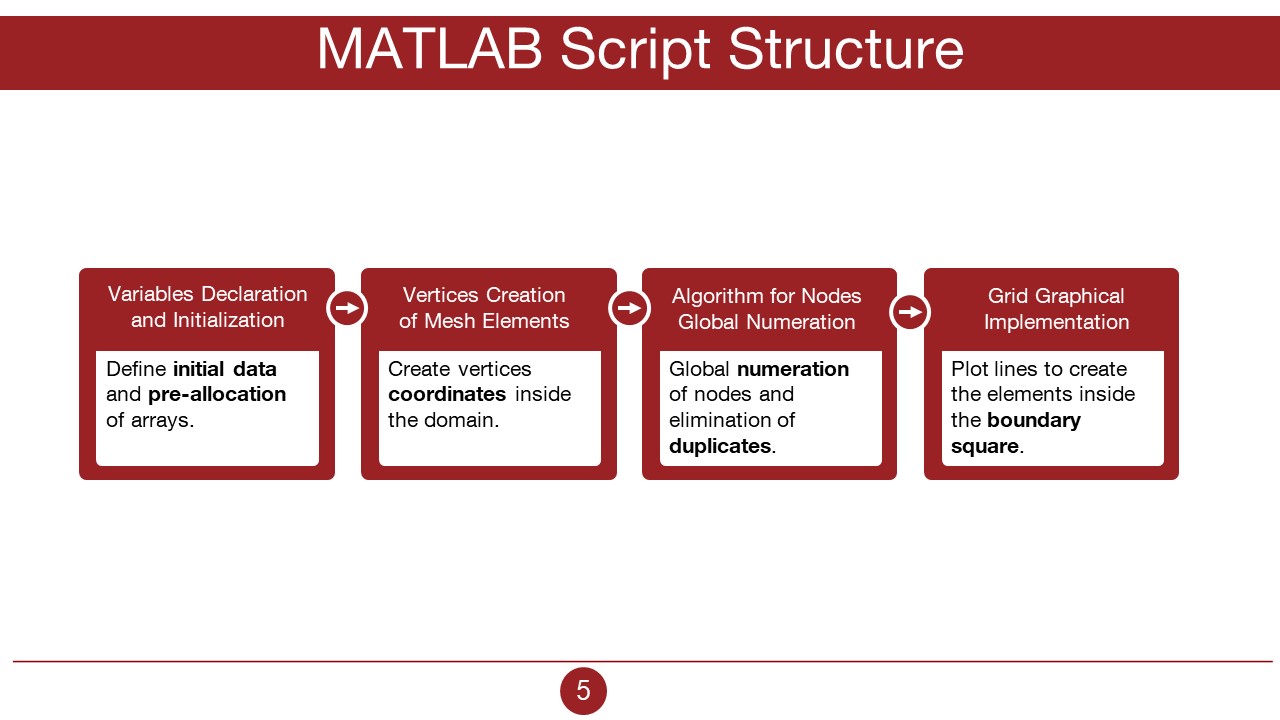 MATLAB Script Structure
Variables Declaration
and Initialization
Define initial data
and pre-allocation
of arrays.
Vertices Creation
of Mesh Elements
Create vertices
coordinates inside
the domain.
Algorithm for Nodes
Global Numeration
Global numeration
of nodes and
elimination of
duplicates.
Grid Graphical
Implementation
Plot lines to create
the elements inside
the boundary
square.
5